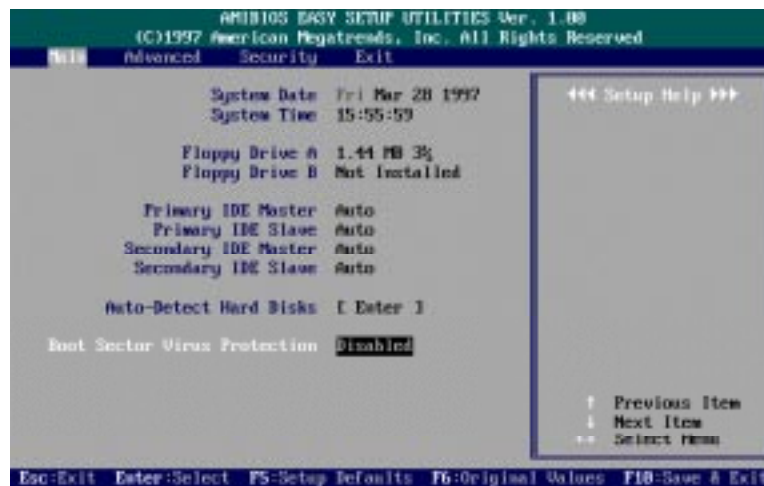 AMIBIOS EASY SETUP UTILITIES Ver. 1.00
(C)1997 American Megatrends, Inc. All Rights Reserved
Main Advanced Security Exit
System Date Fri Mar 28 1997
System Time 15:55:59
Floppy Drive A 1.44 MB 3½
Floppy Drive B Not Installed
Primary IDE Master Auto
Primary IDE Slave Auto
Secondary IDE Master Auto
Secondary IDE Slave Auto
Auto-Detect Hard Disks [ Enter ]
Boot Sector Virus Protection Disabled
◄◄◄ Setup Help ►►►
↑ Previous Item
↓ Next Item
↔ Select Menu
Esc:Exit Enter:Select F5:Setup Defaults F6:Original Values F10:Save & Exit